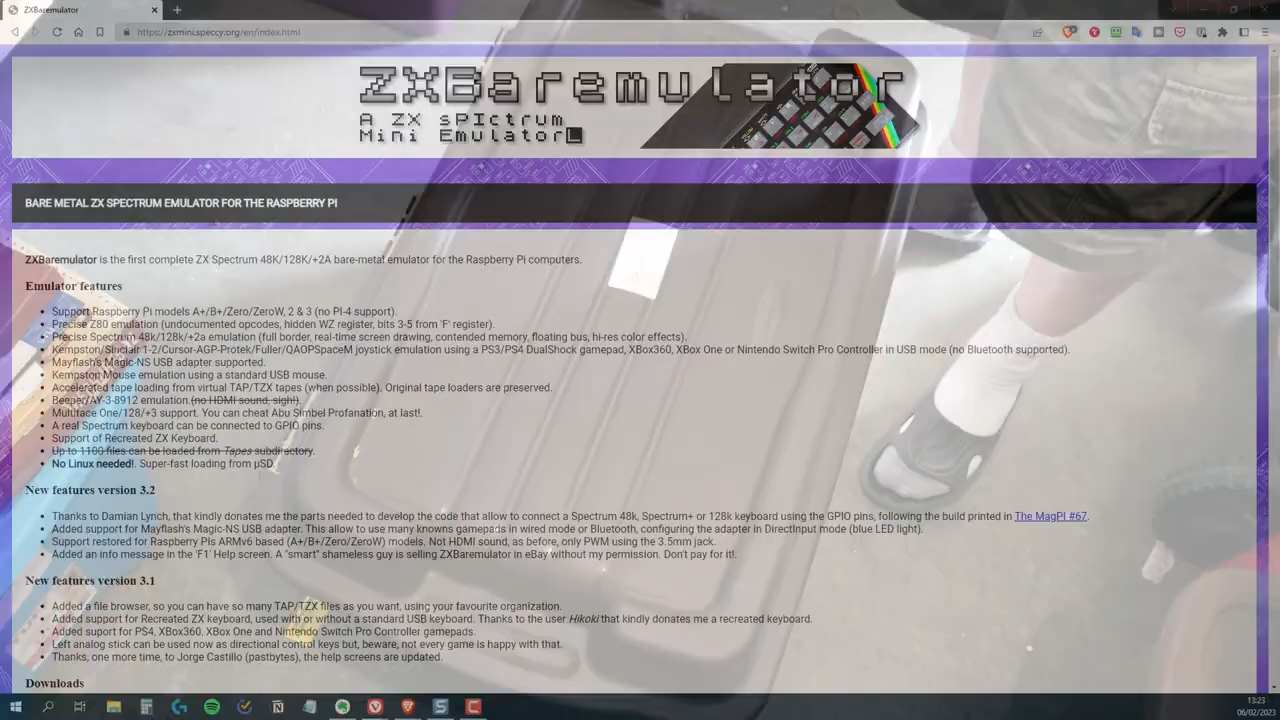 ZXBaremulator
https://zxmini.speccy.org/en/index.html
ZXBaremulator
A ZX sPIctrum
Mini Emulator
BARE METAL ZX SPECTRUM EMULATOR FOR THE RASPBERRY PI
ZXBaremulator is the first complete ZX Spectrum 48K/128K/+2A bare-metal emulator for the Raspberry Pi computers.
Emulator features
Support Raspberry Pi models A+/B+/Zero/ZeroW, 2 & 3 (no PI-4 support).
Precise Z80 emulation (undocumented opcodes, hidden WZ register, bits 3-5 from 'F' register).
Precise Spectrum 48k/128k/+2a emulation (full border, real-time screen drawing, contended memory, floating bus, hi-res color effects).
Kempston/Sinclair 1-2/Cursor-AGP-Protek/Fuller/QAOPSpaceM joystick emulation using a PS3/PS4 DualShock gamepad, XBox360, XBox One or Nintendo Switch Pro Controller in USB mode (no Bluetooth supported).
Mayflash's Magic-NS USB adapter supported.
Kempston Mouse emulation using a standard USB mouse.
Accelerated tape loading from virtual TAP/TZX tapes (when possible). Original tape loaders are preserved.
Beeper/AY-3-8912 emulation.(no HDMI sound, sigh!).
Multiface One/128/+3 support. You can cheat Abu Simbel Profanation, at last!.
A real Spectrum keyboard can be connected to GPIO pins.
Support of Recreated ZX Keyboard.
Up to 1100 files can be loaded from Tapes subdirectory.
No Linux needed!. Super-fast loading from µSD.
New features version 3.2
Thanks to Damian Lynch, that kindly donates me the parts needed to develop the code that allow to connect a Spectrum 48k, Spectrum+ or 128k keyboard using the GPIO pins, following the build printed in The MagPI #67.
Added support for Mayflash's Magic-NS USB adapter. This allow to use many knowns gamepads in wired mode or Bluetooth, configuring the adapter in DirectInput mode (blue LED light).
Support restored for Raspberry PIs ARMv6 based (A+/B+/Zero/ZeroW) models. Not HDMI sound, as before, only PWM using the 3.5mm jack.
Added an info message in the 'F1' Help screen. A "smart" shameless guy is selling ZXBaremulator in eBay without my permission. Don't pay for it!.
New features version 3.1
Added a file browser, so you can have so many TAP/TZX files as you want, using your favourite organization.
Added support for Recreated ZX keyboard, used with or without a standard USB keyboard. Thanks to the user Hikoki that kindly donates me a recreated keyboard.
Added suport for PS4, XBox360, XBox One and Nintendo Switch Pro Controller gamepads.
Left analog stick can be used now as directional control keys but, beware, not every game is happy with that.
Thanks, one more time, to Jorge Castillo (pastbytes), the help screens are updated.
Downloads
13:23
06/02/2023